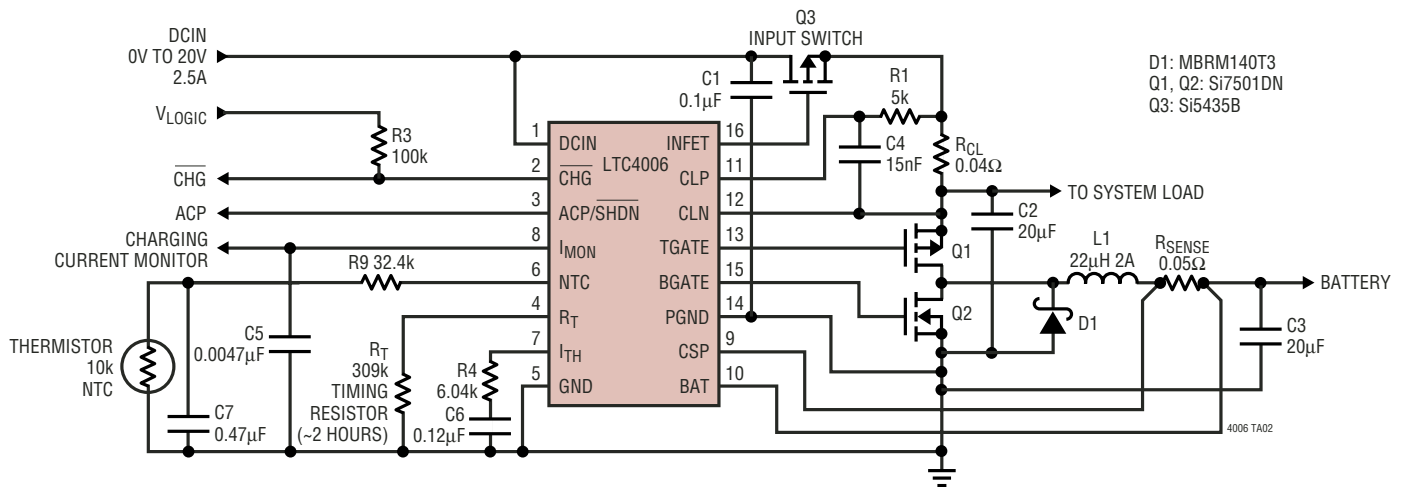 DCIN
0V TO 20V
2.5A
VLOGIC
R3
100k
CHG
ACP
CHARGING
CURRENT MONITOR
R9 32.4k
THERMISTOR
10k
NTC
C5
0.0047µF
C7
0.47µF
RT
309k
TIMING
RESISTOR
(~2 HOURS)
R4
6.04k
C6
0.12µF
LTC4006
1
DCIN
2
CHG
3
ACP/SHDN
8
IMON
6
NTC
4
RT
7
ITH
5
GND
16
INFET
11
CLP
12
CLN
13
TGATE
15
BGATE
14
PGND
9
CSP
10
BAT
Q3
INPUT SWITCH
C1
0.1µF
R1
5k
C4
15nF
RCL
0.04Ω
TO SYSTEM LOAD
C2
20µF
Q1
Q2
D1
L1
22µH 2A
RSENSE
0.05Ω
BATTERY
C3
20µF
D1: MBRM140T3
Q1, Q2: Si7501DN
Q3: Si5435B
4006 TA02